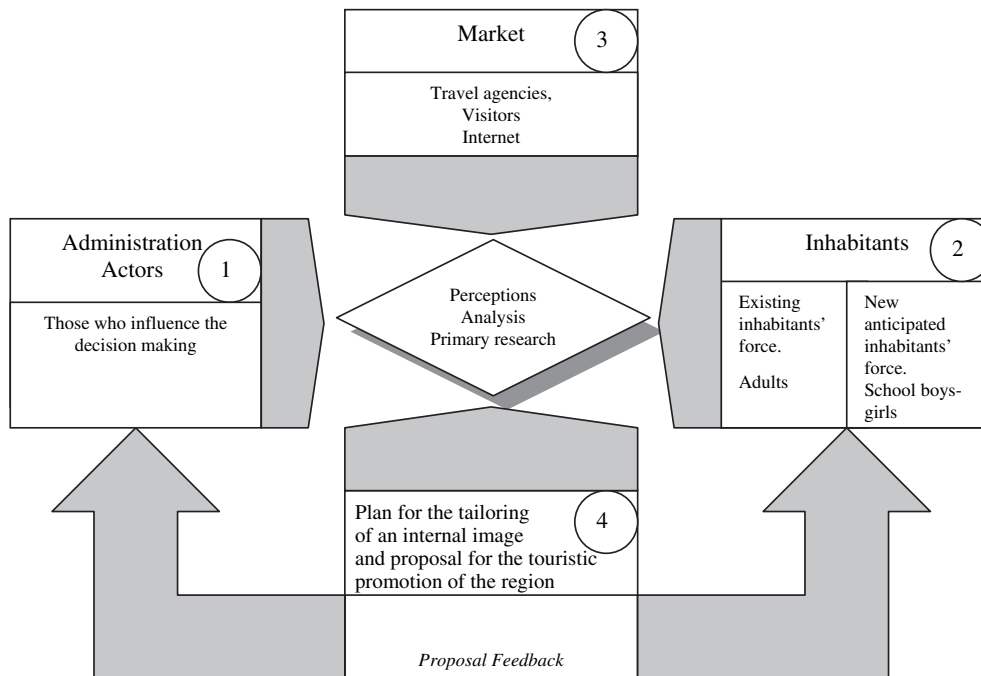 Market
3
Travel agencies,
Visitors
Internet
Administration
Actors
1
Those who influence the
decision making
Perceptions
Analysis
Primary research
Inhabitants
2
Existing
inhabitants'
force.
Adults
New
anticipated
inhabitants'
force.
School boys-
girls
Plan for the tailoring
of an internal image
and proposal for the touristic
promotion of the region
4
Proposal Feedback